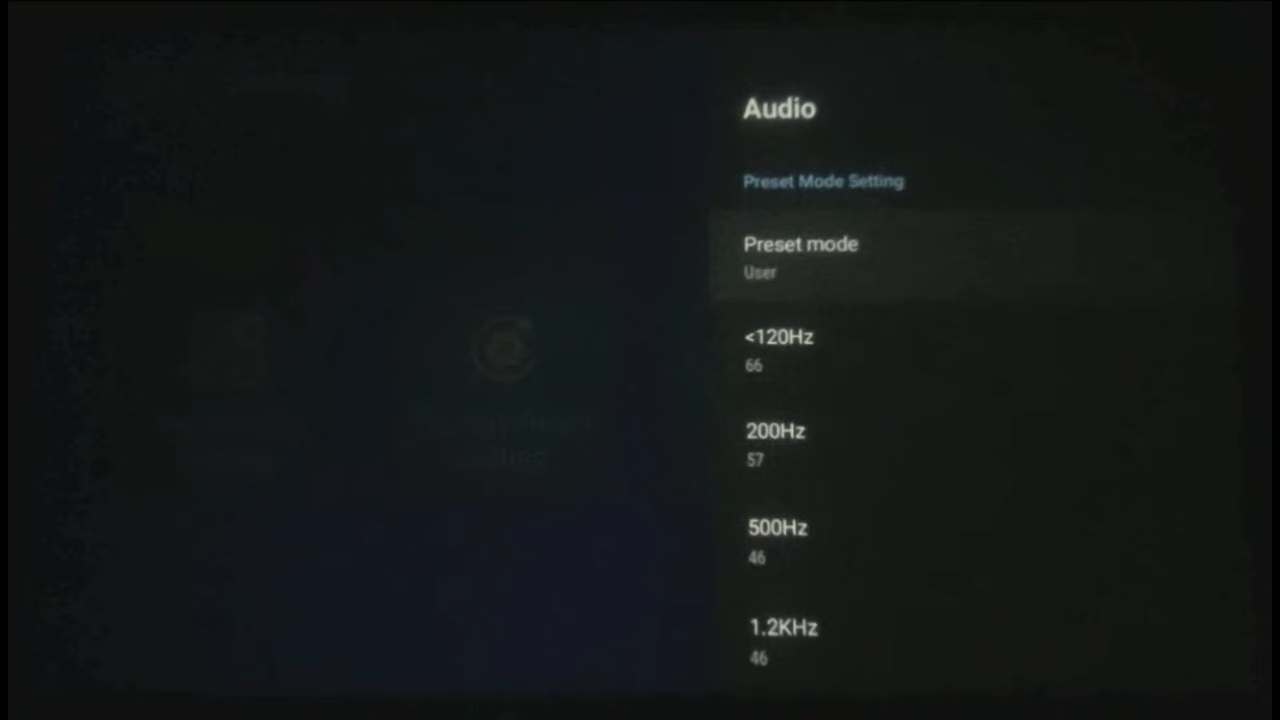 Audio
Preset Mode Setting
Preset mode
User
<120Hz
66
200Hz
57
500Hz
46
1.2KHz
46